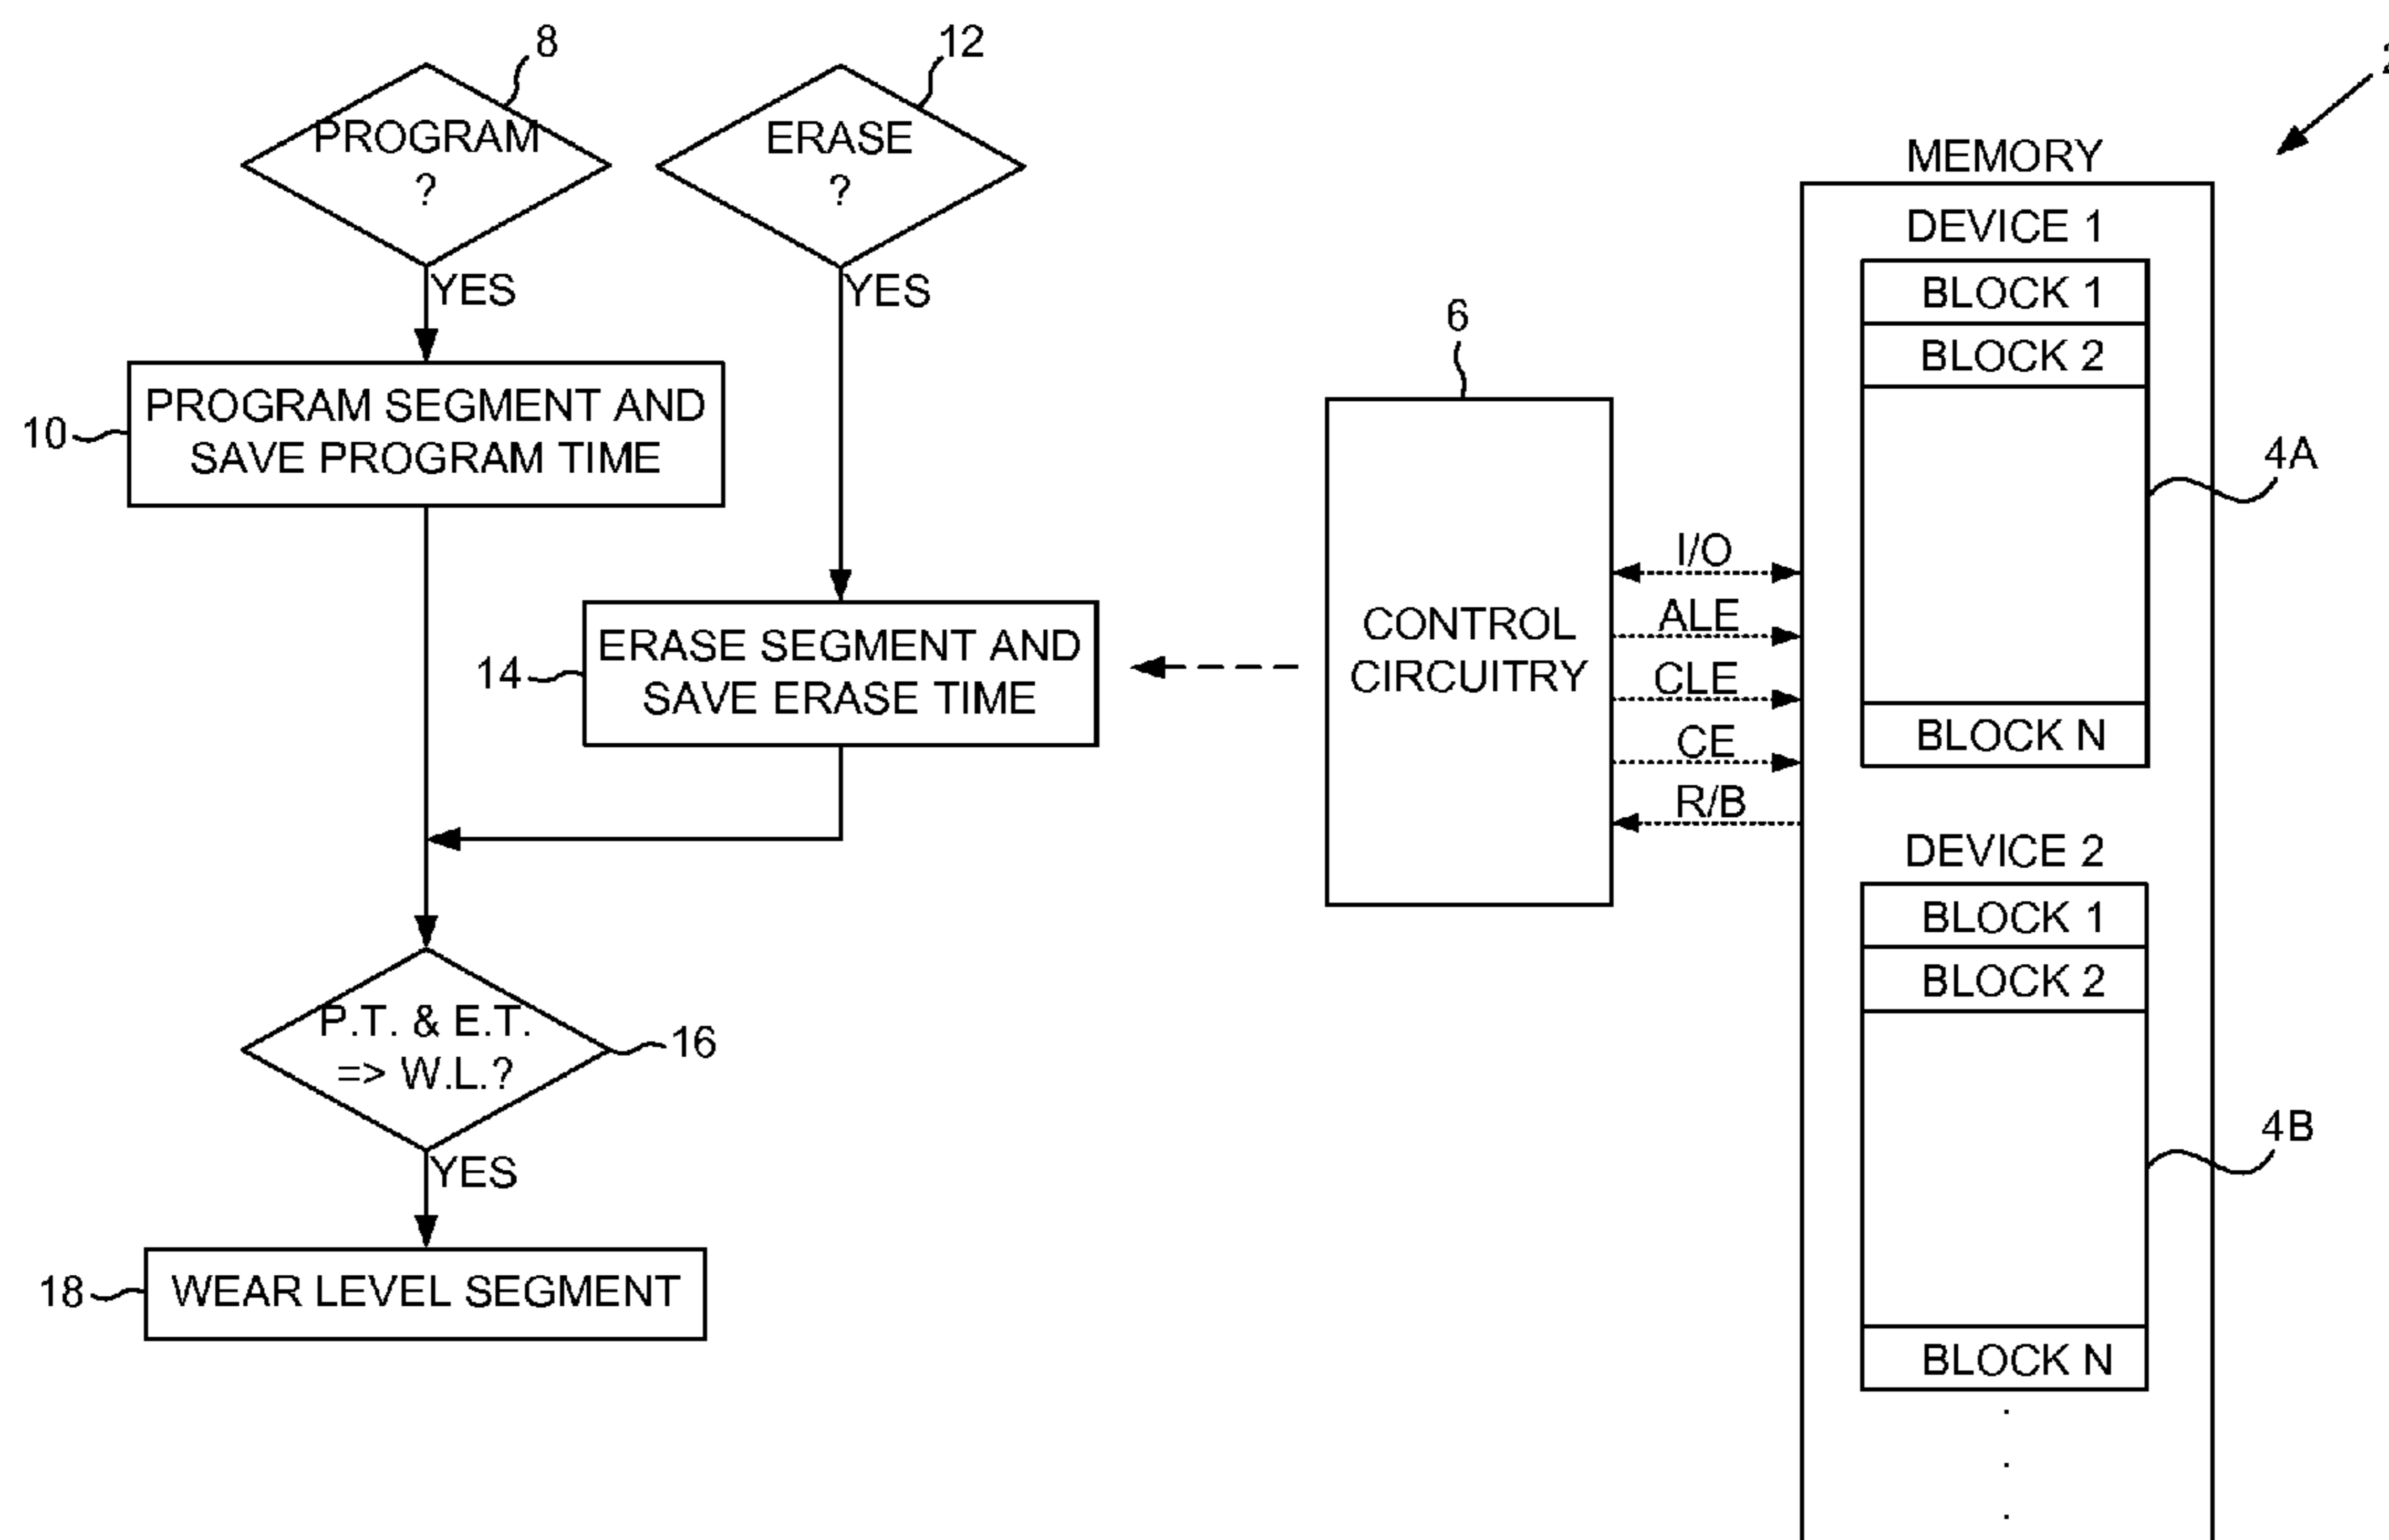 8
12
PROGRAM
?
ERASE
?
YES
YES
10
PROGRAM SEGMENT AND
SAVE PROGRAM TIME
14
ERASE SEGMENT AND
SAVE ERASE TIME
P.T. & E.T.
=> W.L.?
16
YES
18
WEAR LEVEL SEGMENT
6
CONTROL
CIRCUITRY
I/O
ALE
CLE
CE
R/B
MEMORY
DEVICE 1
BLOCK 1
BLOCK 2
4A
BLOCK N
DEVICE 2
BLOCK 1
BLOCK 2
4B
BLOCK N